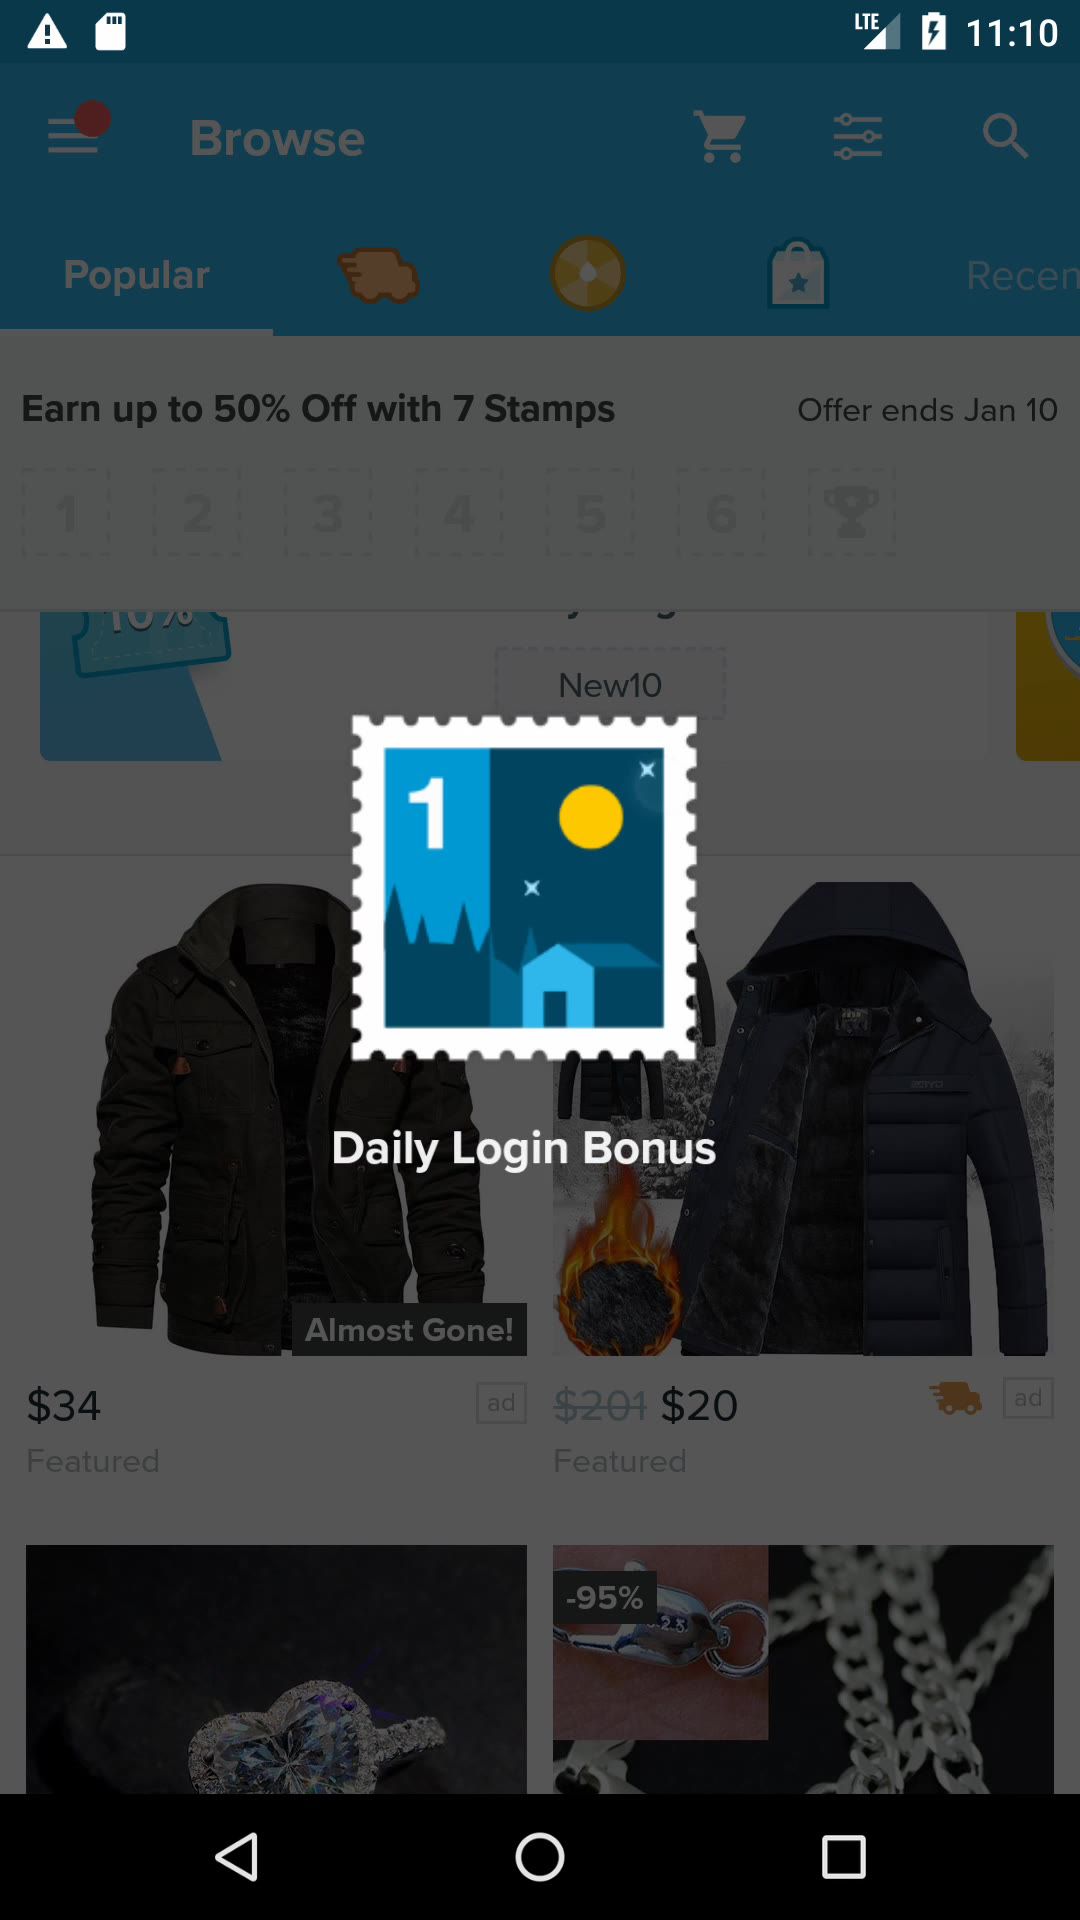 LTE 11:10
Browse
Popular
Recen
Earn up to 50% Off with 7 Stamps
Offer ends Jan 10
1 2 3 4 5 6
10%
New10
1
Daily Login Bonus
Almost Gone!
$34
ad
$201 $20
ad
Featured
Featured
-95%